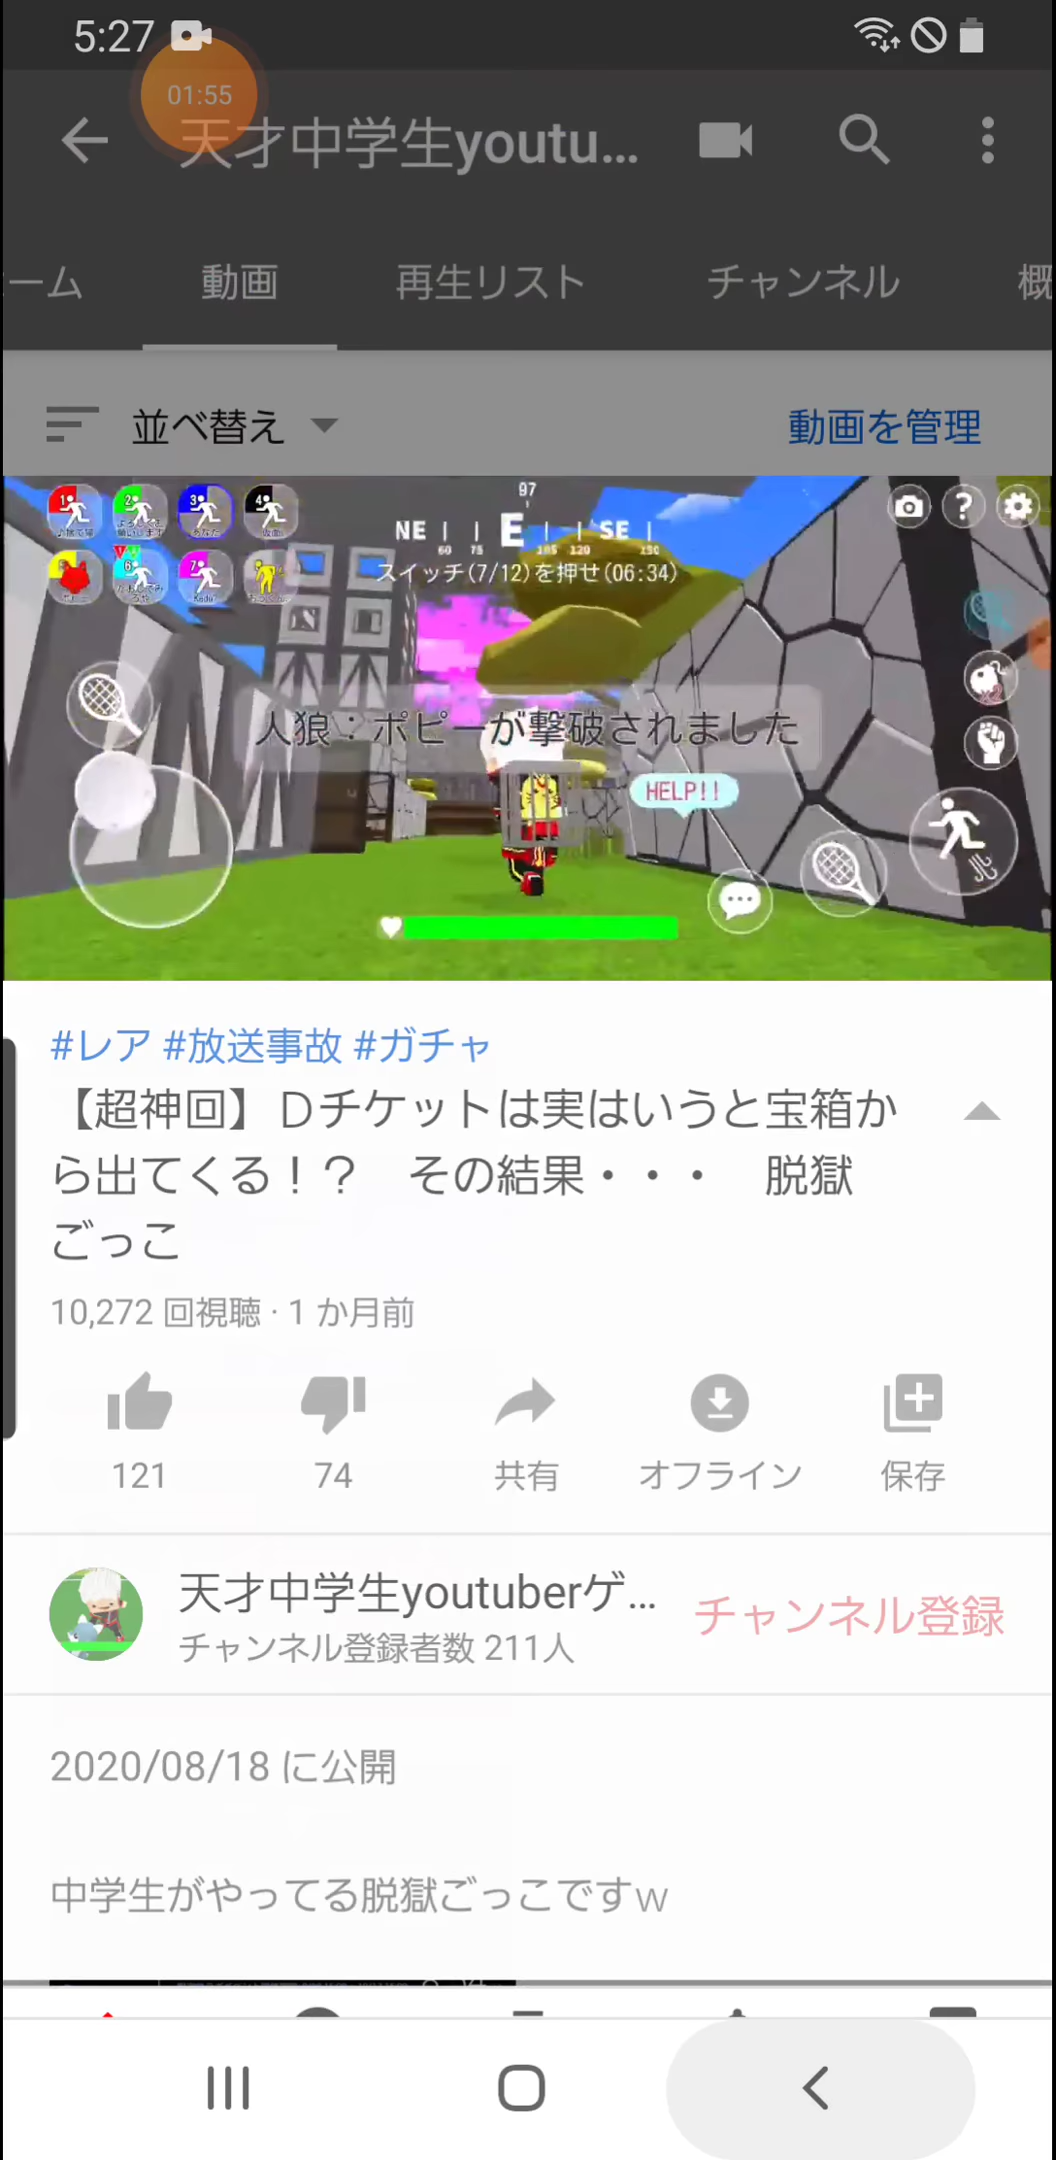 5:27
01:55
天才中学生youtu...
ーム 動画 再生リスト チャンネル 概
並べ替え 動画を管理
97
NE E SE
60 75 105 120 150
スイッチ(7/12)を押せ(06:34)
人狼：ポピーが撃破されました
HELP!!
#レア #放送事故 #ガチャ
【超神回】Dチケットは実はいうと宝箱か
ら出てくる！？　その結果・・・　脱獄
ごっこ
10,272 回視聴 · 1 か月前
121 74 共有 オフライン 保存
天才中学生youtuberゲ...
チャンネル登録
チャンネル登録者数 211人
2020/08/18 に公開
中学生がやってる脱獄ごっこですw